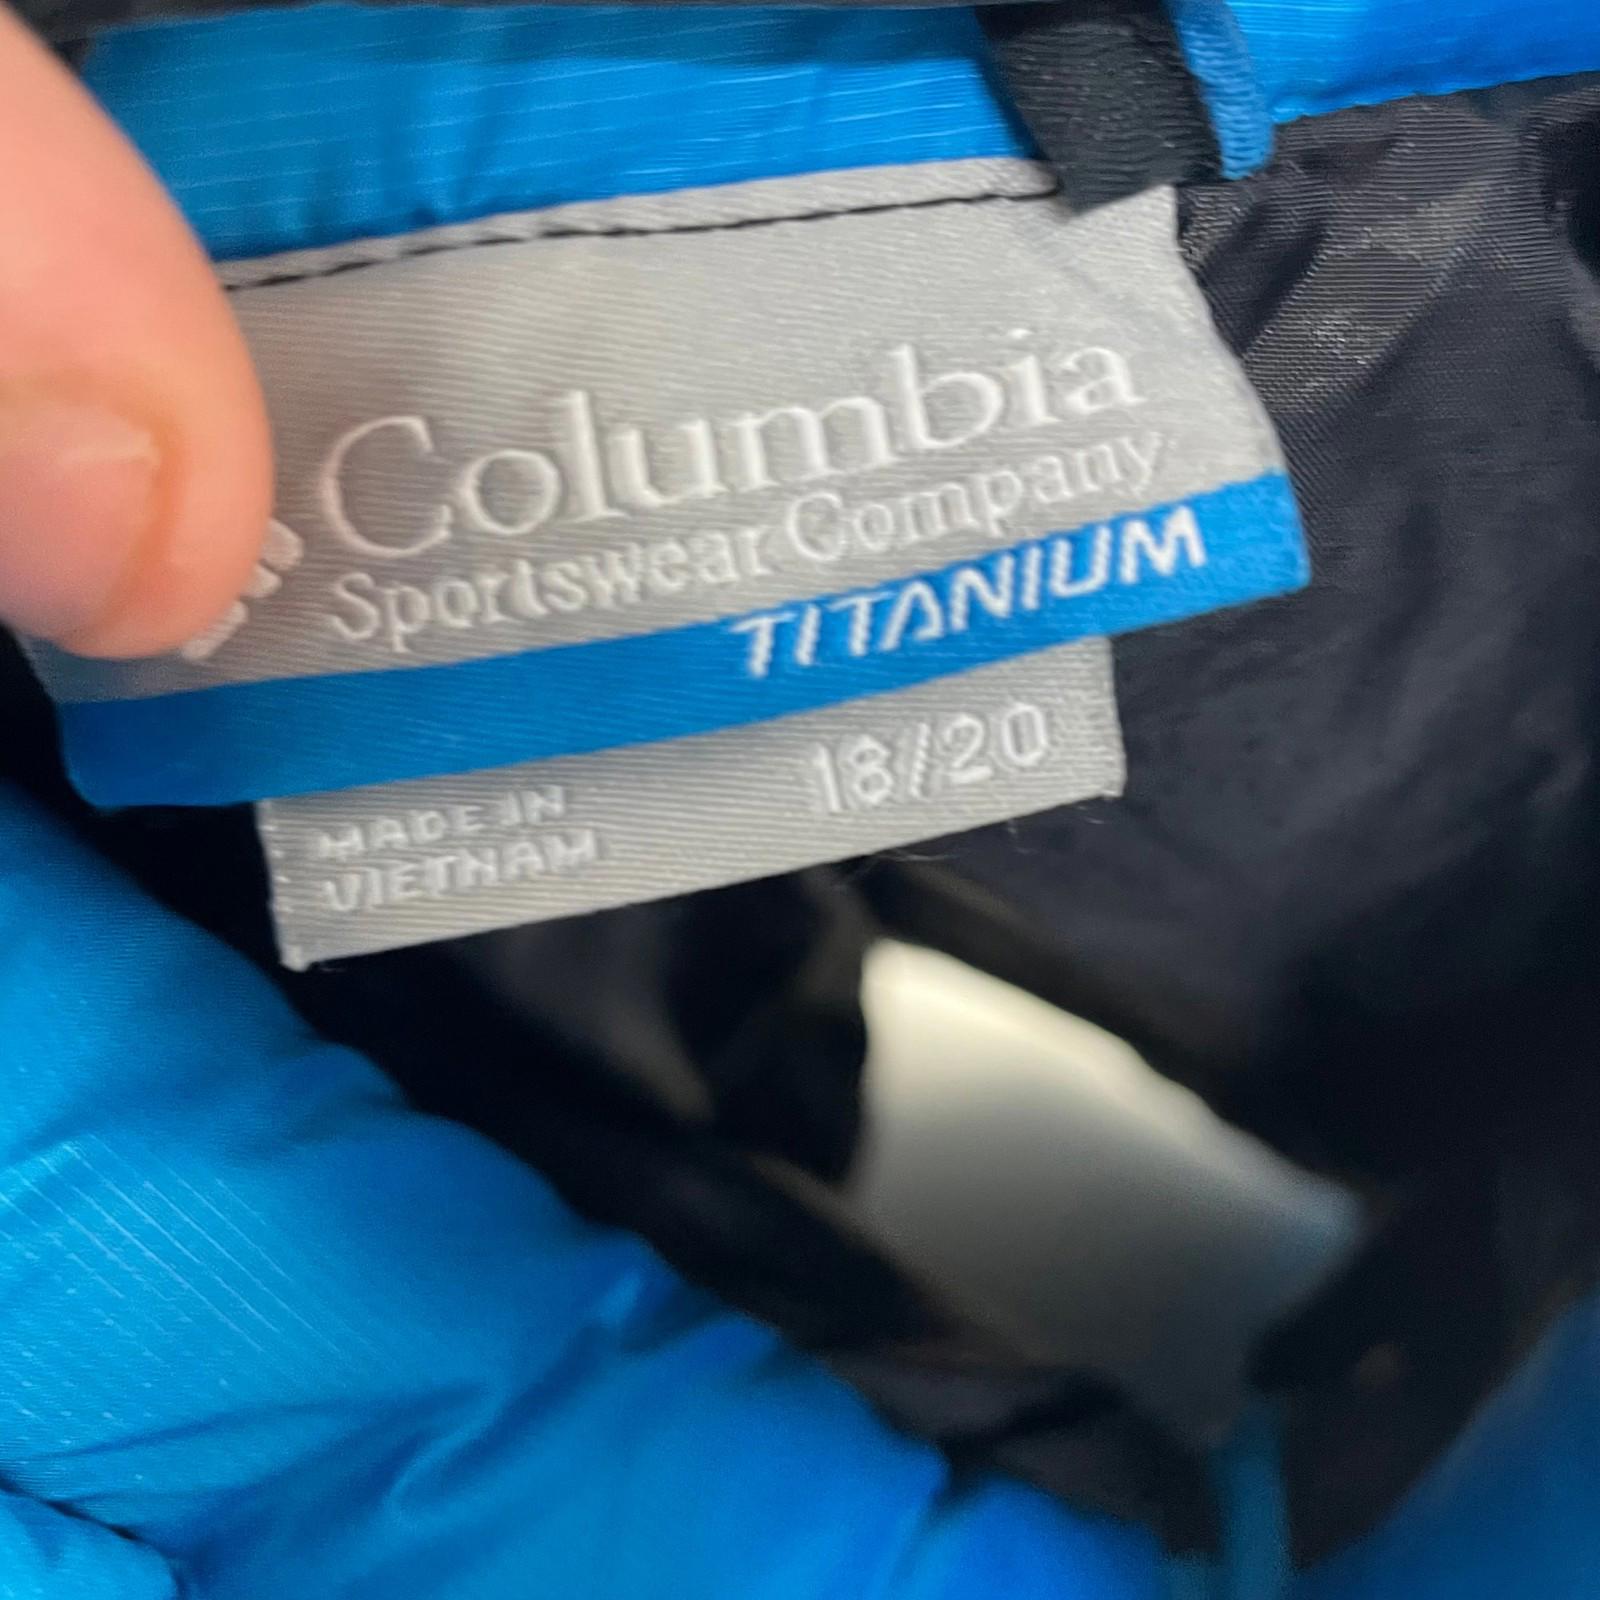 Columbia
Sportswear Company
TITANIUM
18/20
MADE IN
VIETNAM